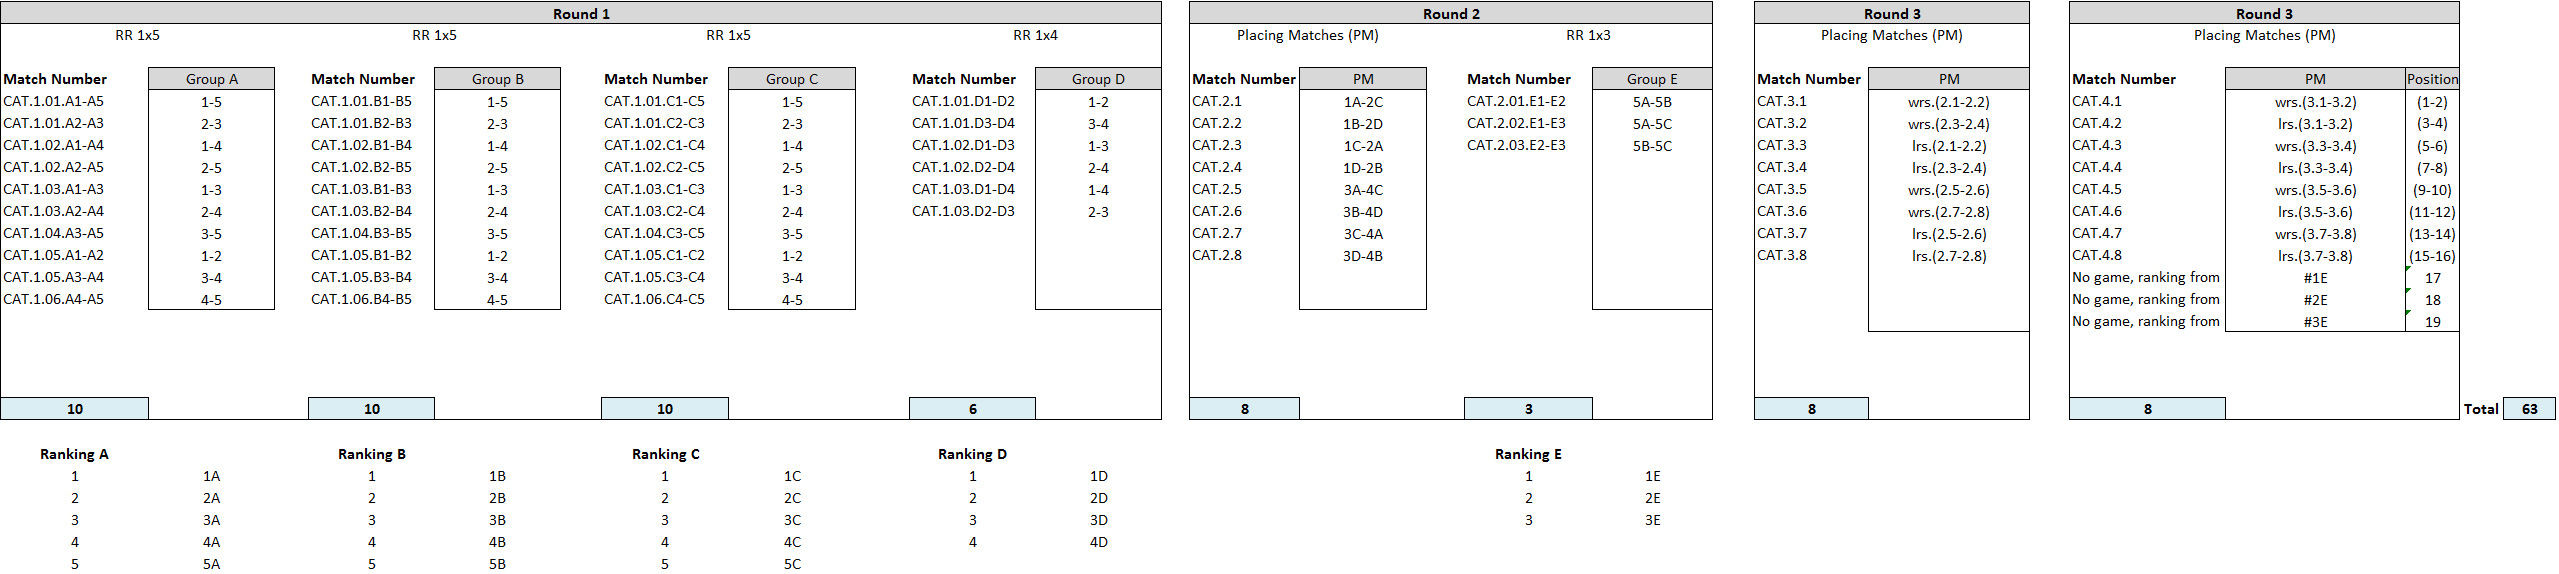 Round 1 Round 2 Round 3 Round 3
RR 1x5 RR 1x5 RR 1x5 RR 1x4 Placing Matches (PM) RR 1x3 Placing Matches (PM) Placing Matches (PM)
Match Number Group A Match Number Group B Match Number Group C Match Number Group D Match Number PM Match Number Group E Match Number PM Match Number PM Position
CAT.1.01.A1-A5 1-5 CAT.1.01.B1-B5 1-5 CAT.1.01.C1-C5 1-5 CAT.1.01.D1-D2 1-2 CAT.2.1 1A-2C CAT.2.01.E1-E2 5A-5B CAT.3.1 wrs.(2.1-2.2) CAT.4.1 wrs.(3.1-3.2) (1-2)
CAT.1.01.A2-A3 2-3 CAT.1.01.B2-B3 2-3 CAT.1.01.C2-C3 2-3 CAT.1.01.D3-D4 3-4 CAT.2.2 1B-2D CAT.2.02.E1-E3 5A-5C CAT.3.2 wrs.(2.3-2.4) CAT.4.2 lrs.(3.1-3.2) (3-4)
CAT.1.02.A1-A4 1-4 CAT.1.02.B1-B4 1-4 CAT.1.02.C1-C4 1-4 CAT.1.02.D1-D3 1-3 CAT.2.3 1C-2A CAT.2.03.E2-E3 5B-5C CAT.3.3 lrs.(2.1-2.2) CAT.4.3 wrs.(3.3-3.4) (5-6)
CAT.1.02.A2-A5 2-5 CAT.1.02.B2-B5 2-5 CAT.1.02.C2-C5 2-5 CAT.1.02.D2-D4 2-4 CAT.2.4 1D-2B CAT.3.4 lrs.(2.3-2.4) CAT.4.4 lrs.(3.3-3.4) (7-8)
CAT.1.03.A1-A3 1-3 CAT.1.03.B1-B3 1-3 CAT.1.03.C1-C3 1-3 CAT.1.03.D1-D4 1-4 CAT.2.5 3A-4C CAT.3.5 wrs.(2.5-2.6) CAT.4.5 wrs.(3.5-3.6) (9-10)
CAT.1.03.A2-A4 2-4 CAT.1.03.B2-B4 2-4 CAT.1.03.C2-C4 2-4 CAT.1.03.D2-D3 2-3 CAT.2.6 3B-4D CAT.3.6 wrs.(2.7-2.8) CAT.4.6 lrs.(3.5-3.6) (11-12)
CAT.1.04.A3-A5 3-5 CAT.1.04.B3-B5 3-5 CAT.1.04.C3-C5 3-5 CAT.2.7 3C-4A CAT.3.7 lrs.(2.5-2.6) CAT.4.7 wrs.(3.7-3.8) (13-14)
CAT.1.05.A1-A2 1-2 CAT.1.05.B1-B2 1-2 CAT.1.05.C1-C2 1-2 CAT.2.8 3D-4B CAT.3.8 lrs.(2.7-2.8) CAT.4.8 lrs.(3.7-3.8) (15-16)
CAT.1.05.A3-A4 3-4 CAT.1.05.B3-B4 3-4 CAT.1.05.C3-C4 3-4 No game, ranking from #1E 17
CAT.1.06.A4-A5 4-5 CAT.1.06.B4-B5 4-5 CAT.1.06.C4-C5 4-5 No game, ranking from #2E 18
No game, ranking from #3E 19
10 10 10 6 8 3 8 8 Total 63
Ranking A Ranking B Ranking C Ranking D Ranking E
1 1A 1 1B 1 1C 1 1D 1 1E
2 2A 2 2B 2 2C 2 2D 2 2E
3 3A 3 3B 3 3C 3 3D 3 3E
4 4A 4 4B 4 4C 4 4D
5 5A 5 5B 5 5C